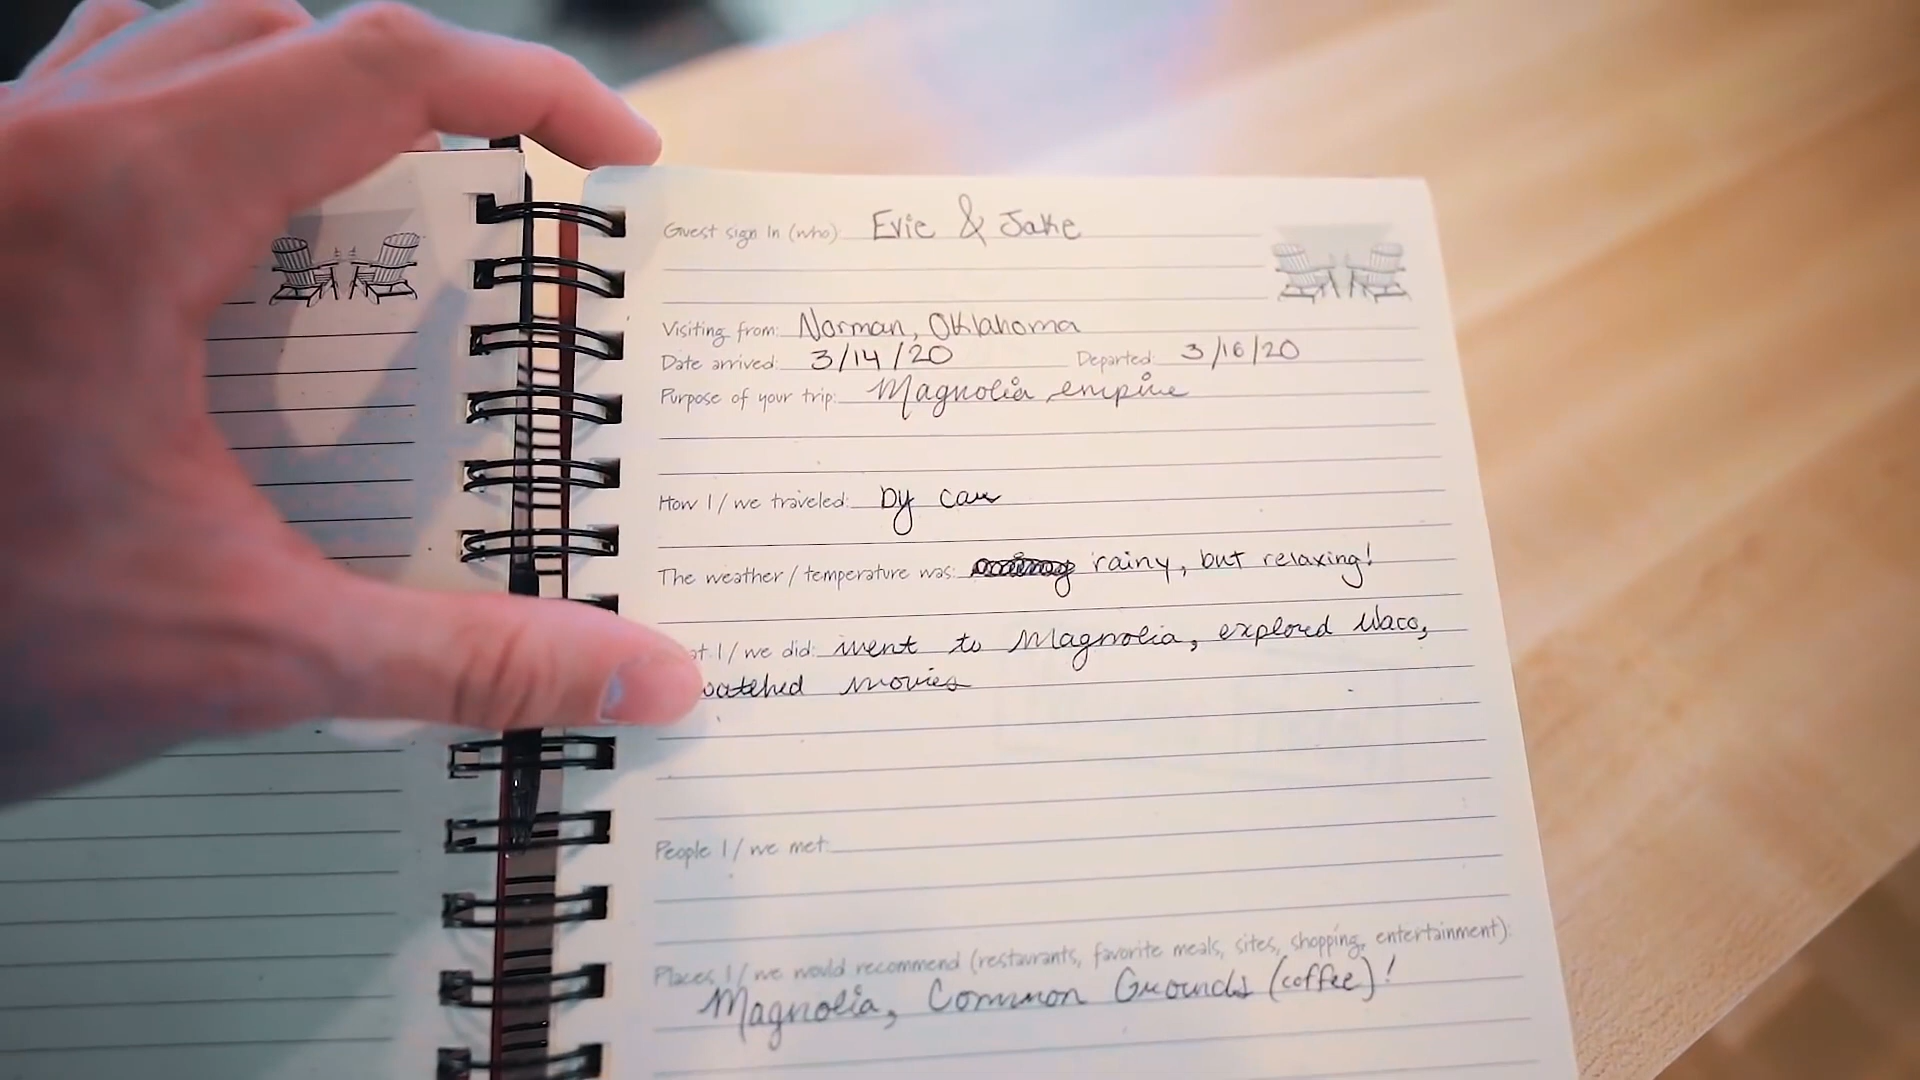 Guest sign in (who): Evie & Jake
Visiting from: Norman, Oklahoma
Date arrived: 3/14/20 Departed: 3/16/20
Purpose of your trip: Magnolia empire
How I / we traveled: by car
The weather / temperature was: rainy, but relaxing!
I / we did: went to Magnolia, explored Waco,
watched movies
People I / we met:
Places I / we would recommend (restaurants, favorite meals, sites, shopping, entertainment):
Magnolia, Common Grounds (coffee)!